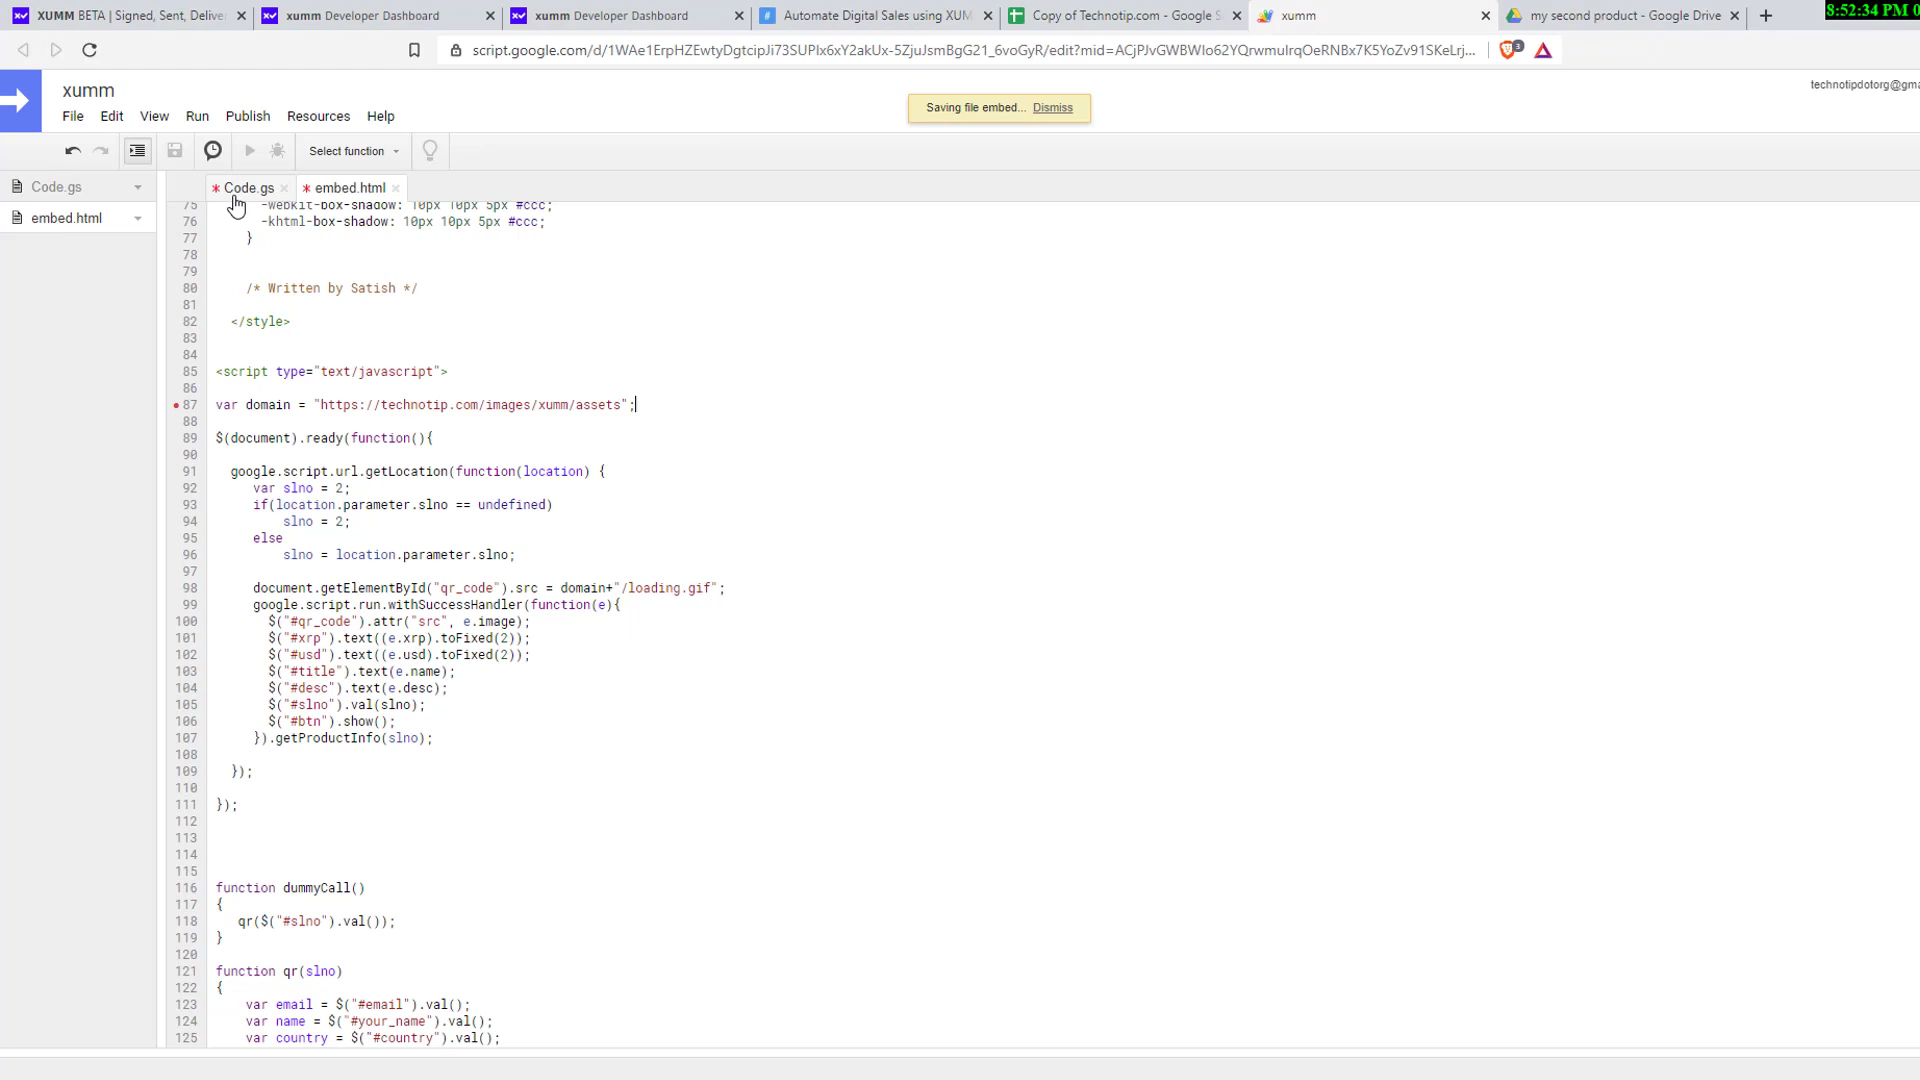 XUMM BETA | Signed, Sent, Deliver
xumm Developer Dashboard
xumm Developer Dashboard
Automate Digital Sales using XUM
Copy of Technotip.com - Google S
xumm
my second product - Google Drive
8:52:34 PM 0
script.google.com/d/1WAe1ErpHZEwtyDgtcipJi73SUPlx6xY2akUx-5ZjuJsmBgG21_6voGyR/edit?mid=ACjPJvGWBWlo62YQrwmulrqOeRNBx7K5YoZv91SKeLrj...
3
xumm
technotipdotorg@gma
Saving file embed... Dismiss
File Edit View Run Publish Resources Help
Select function
Code.gs
embed.html
* Code.gs
* embed.html
75 -webkit-box-shadow: 10px 10px 5px #ccc;
76 -khtml-box-shadow: 10px 10px 5px #ccc;
77 }
78
79
80 /* Written by Satish */
81
82 </style>
83
84
85 <script type="text/javascript">
86
87 var domain = "https://technotip.com/images/xumm/assets";
88
89 $(document).ready(function(){
90
91 google.script.url.getLocation(function(location) {
92 var slno = 2;
93 if(location.parameter.slno == undefined)
94 slno = 2;
95 else
96 slno = location.parameter.slno;
97
98 document.getElementById("qr_code").src = domain+"/loading.gif";
99 google.script.run.withSuccessHandler(function(e){
100 $("#qr_code").attr("src", e.image);
101 $("#xrp").text((e.xrp).toFixed(2));
102 $("#usd").text((e.usd).toFixed(2));
103 $("#title").text(e.name);
104 $("#desc").text(e.desc);
105 $("#slno").val(slno);
106 $("#btn").show();
107 }).getProductInfo(slno);
108
109 });
110
111 });
112
113
114
115
116 function dummyCall()
117 {
118 qr($("#slno").val());
119 }
120
121 function qr(slno)
122 {
123 var email = $("#email").val();
124 var name = $("#your_name").val();
125 var country = $("#country").val();